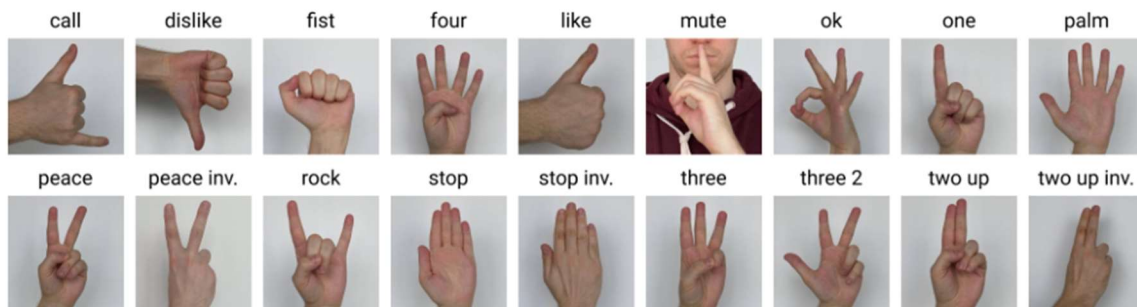 call dislike fist four like mute ok one palm
peace peace inv. rock stop stop inv. three three 2 two up two up inv.